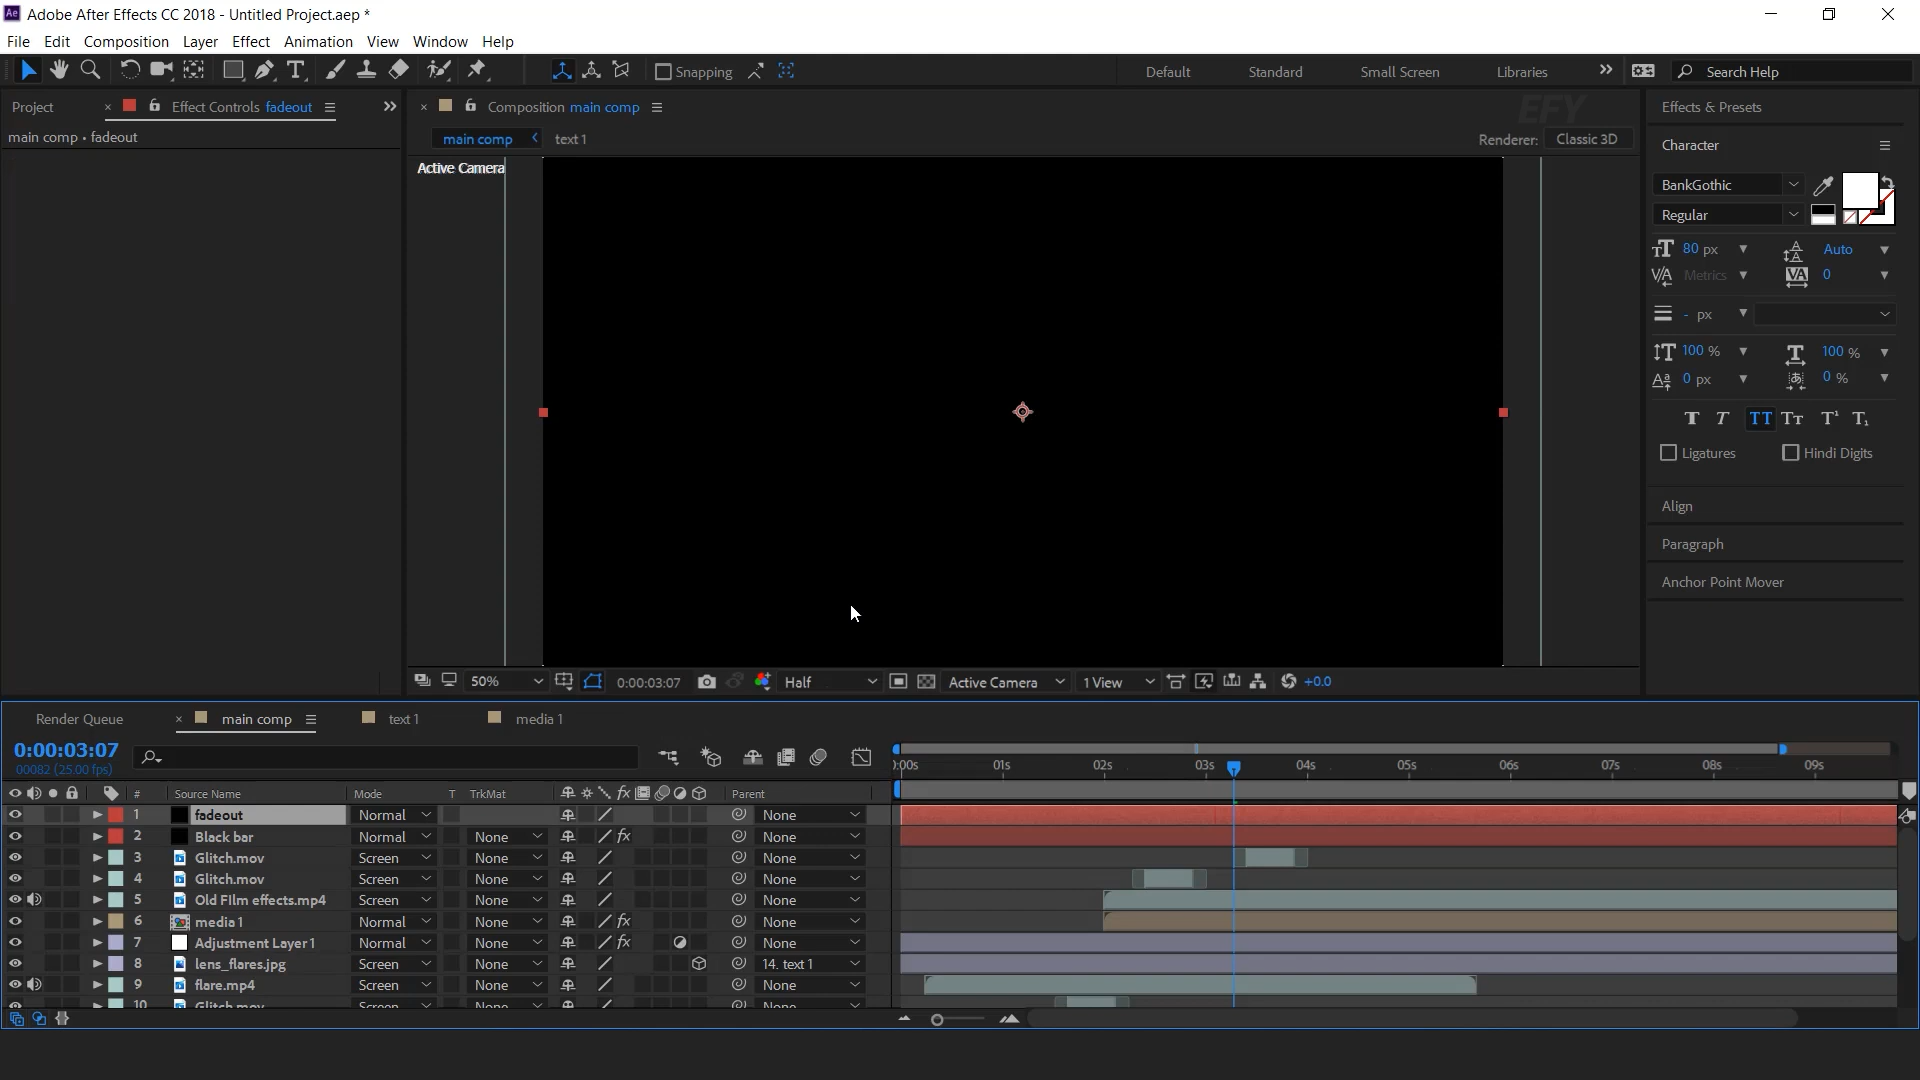 Adobe After Effects CC 2018 - Untitled Project.aep *
File Edit Composition Layer Effect Animation View Window Help
Snapping Default Standard Small Screen Libraries Search Help
Project Effect Controls fadeout
main comp • fadeout
Composition main comp
EFY
main comp text 1
Renderer: Classic 3D
Active Camera
Effects & Presets
Character
BankGothic
Regular
80 px Auto
Metrics 0
- px
100 % 100 %
0 px 0 %
Ligatures Hindi Digits
Align
Paragraph
Anchor Point Mover
50% 0:00:03:07 Half Active Camera 1 View +0.0
Render Queue main comp text 1 media 1
0:00:03:07
00082 (25.00 fps)
:00s 01s 02s 03s 04s 05s 06s 07s 08s 09s
# Source Name Mode T TrkMat Parent
1 fadeout Normal None
2 Black bar Normal None None
3 Glitch.mov Screen None None
4 Glitch.mov Screen None None
5 Old FIlm effects.mp4 Screen None None
6 media 1 Normal None None
7 Adjustment Layer 1 Normal None None
8 lens_flares.jpg Screen None 14. text 1
9 flare.mp4 Screen None None
10 Glitch.mov Screen None None